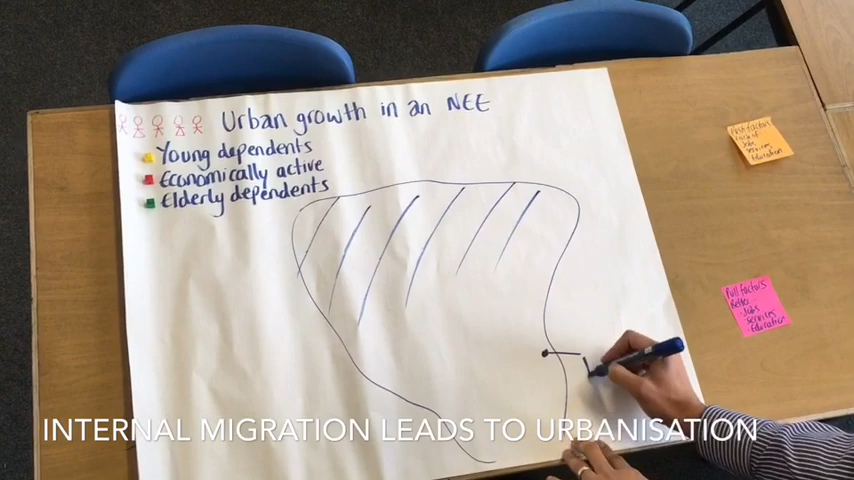 Urban growth in an NEE
Young dependents
Economically active
Elderly dependents
Push factors
Lack of
Jobs
Services
Education
Pull factors
Better
- Jobs
- Services
- Education
INTERNAL MIGRATION LEADS TO URBANISATION